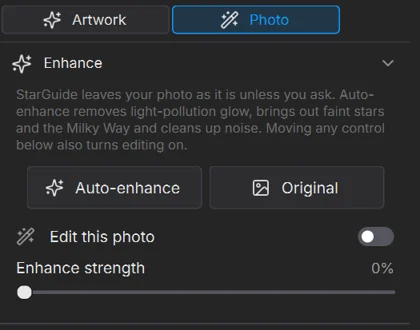 Artwork
Photo
Enhance
StarGuide leaves your photo as it is unless you ask. Auto-
enhance removes light-pollution glow, brings out faint stars
and the Milky Way and cleans up noise. Moving any control
below also turns editing on.
Auto-enhance
Original
Edit this photo
Enhance strength
0%